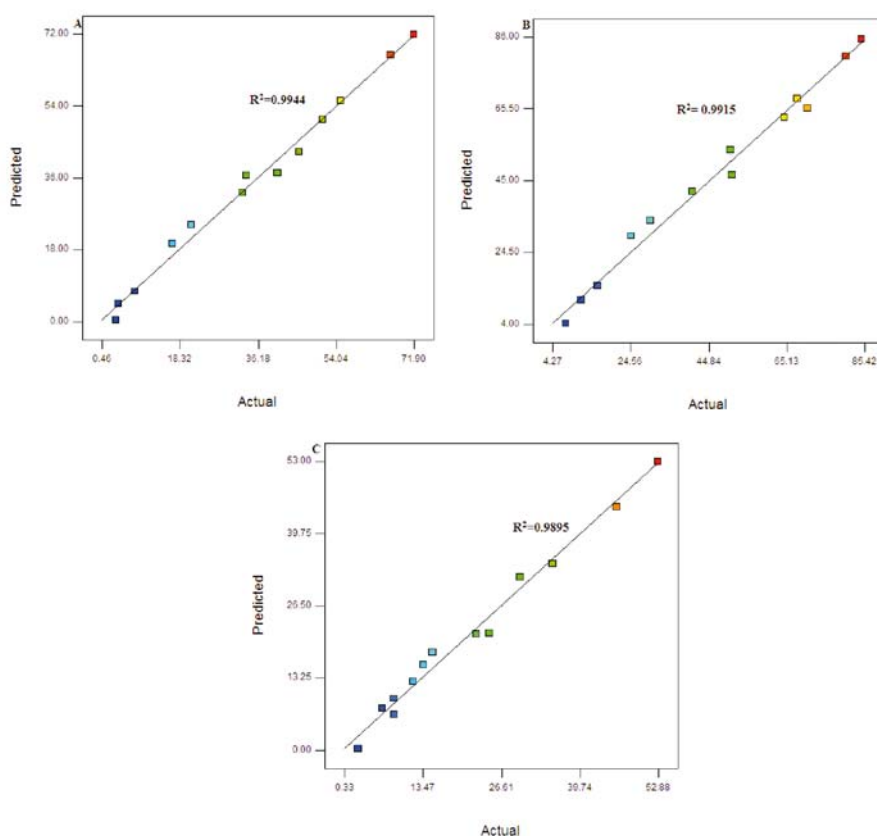 A
72.00
54.00
36.00
18.00
0.00
R²=0.9944
Predicted
0.46
18.32
36.18
54.04
71.90
Actual
B
86.00
65.50
45.00
24.50
4.00
R²= 0.9915
Predicted
4.27
24.56
44.84
65.13
85.42
Actual
C
53.00
39.75
26.50
13.25
0.00
R²=0.9895
Predicted
0.33
13.47
26.61
39.74
52.88
Actual